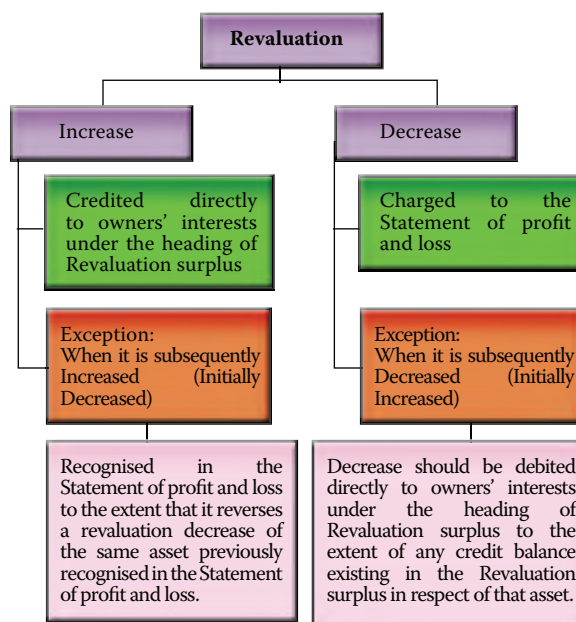 Revaluation
Increase
Decrease
Credited directly
to owners' interests
under the heading of
Revaluation surplus
Charged to the
Statement of profit
and loss
Exception:
When it is subsequently
Increased (Initially
Decreased)
Exception:
When it is subsequently
Decreased (Initially
Increased)
Recognised in the
Statement of profit and loss
to the extent that it reverses
a revaluation decrease of
the same asset previously
recognised in the Statement
of profit and loss.
Decrease should be debited
directly to owners' interests
under the heading of
Revaluation surplus to the
extent of any credit balance
existing in the Revaluation
surplus in respect of that asset.